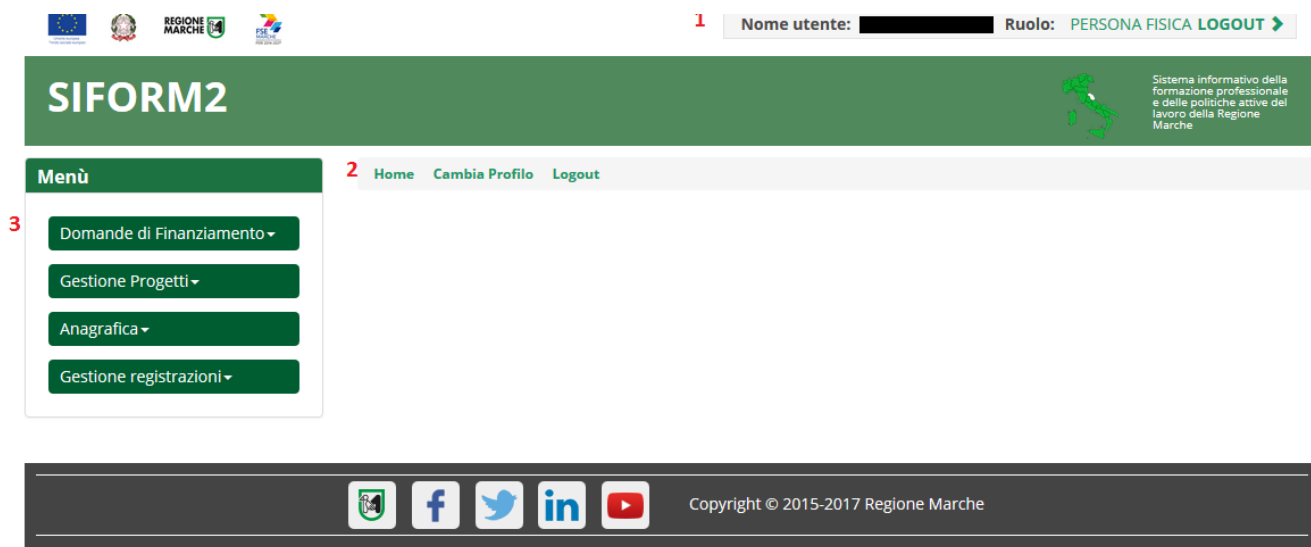 REGIONE
MARCHE
FSE
MARCHE
1
Nome utente: Ruolo: PERSONA FISICA LOGOUT
SIFORM2
Sistema informativo della
formazione professionale
e delle politiche attive del
lavoro della Regione
Marche
Menù
2
Home Cambia Profilo Logout
3
Domande di Finanziamento
Gestione Progetti
Anagrafica
Gestione registrazioni
f
in
Copyright © 2015-2017 Regione Marche